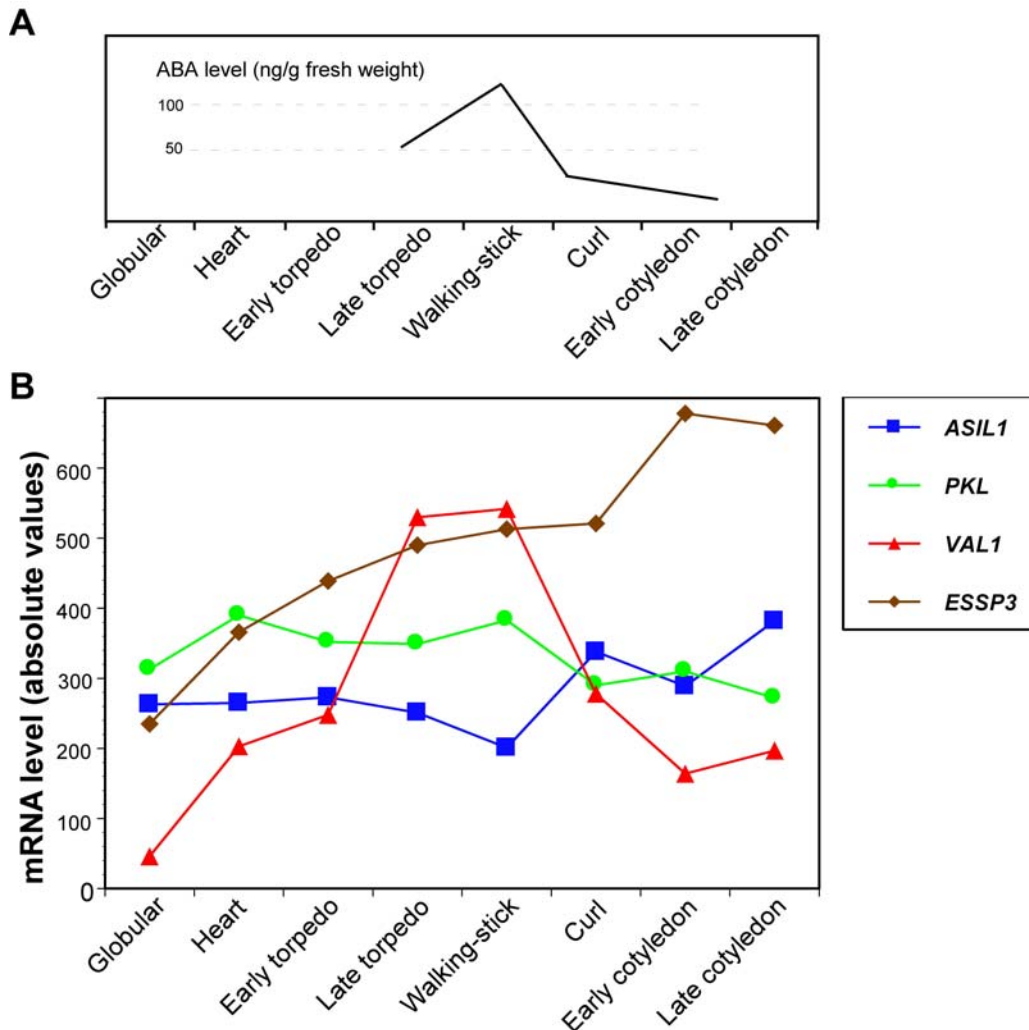 A
ABA level (ng/g fresh weight)
100
50
Globular
Heart
Early torpedo
Late torpedo
Walking-stick
Curl
Early cotyledon
Late cotyledon
B
mRNA level (absolute values)
600
500
400
300
200
100
0
Globular
Heart
Early torpedo
Late torpedo
Walking-stick
Curl
Early cotyledon
Late cotyledon
ASIL1
PKL
VAL1
ESSP3